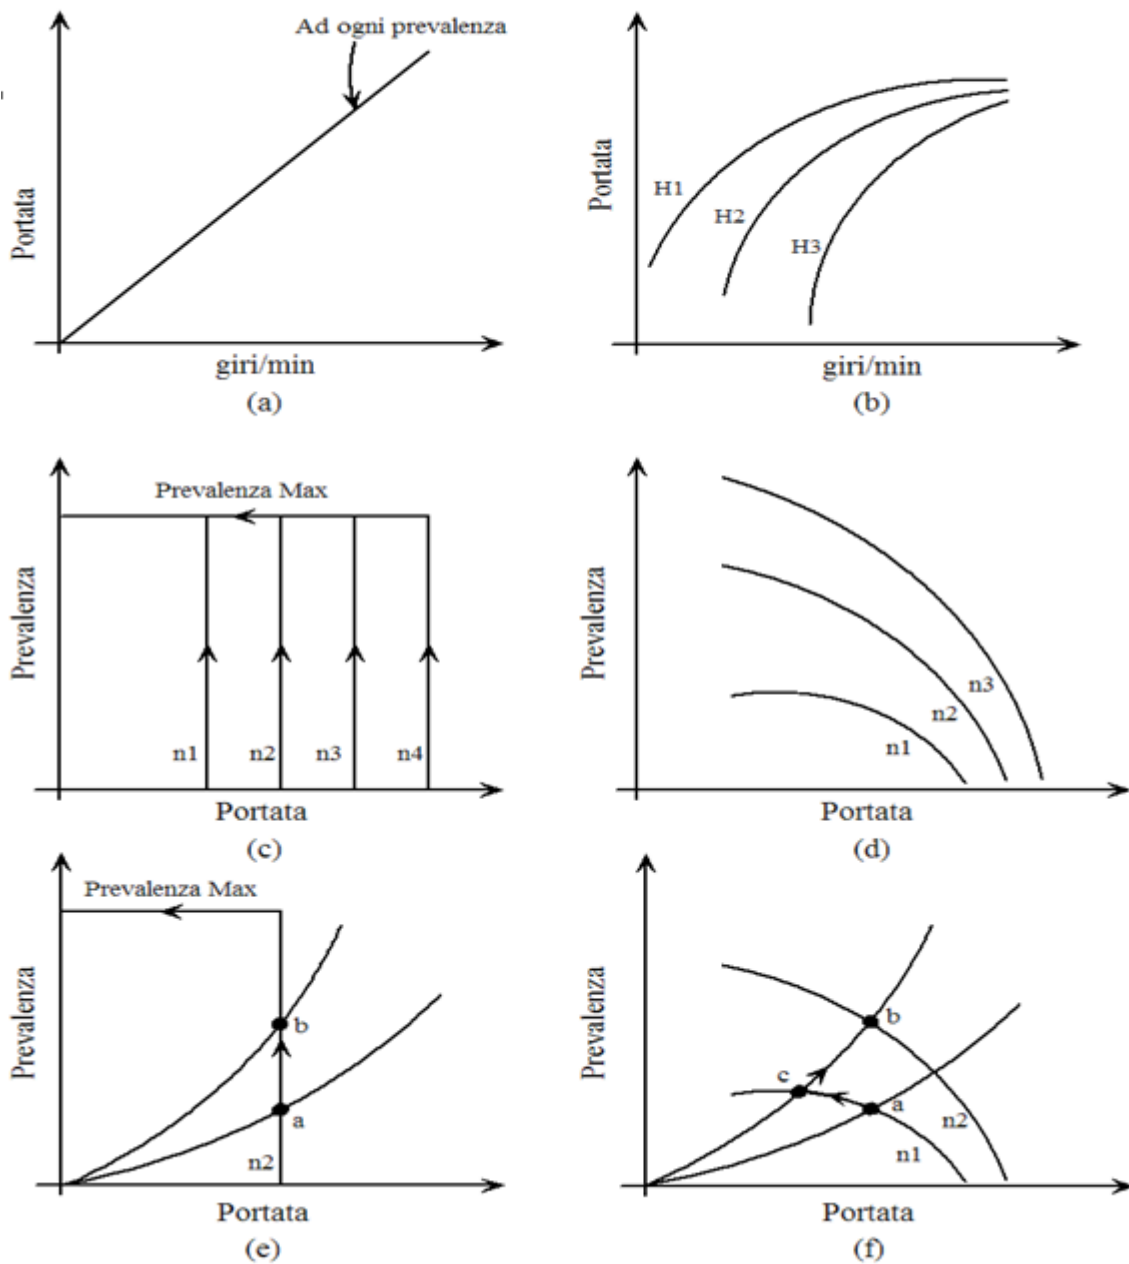 Ad ogni prevalenza
Portata
giri/min
(a)
Portata
H1
H2
H3
giri/min
(b)
Prevalenza Max
Prevalenza
n1
n2
n3
n4
Portata
(c)
Prevalenza
n3
n2
n1
Portata
(d)
Prevalenza Max
Prevalenza
b
a
n2
Portata
(e)
Prevalenza
b
c
a
n2
n1
Portata
(f)